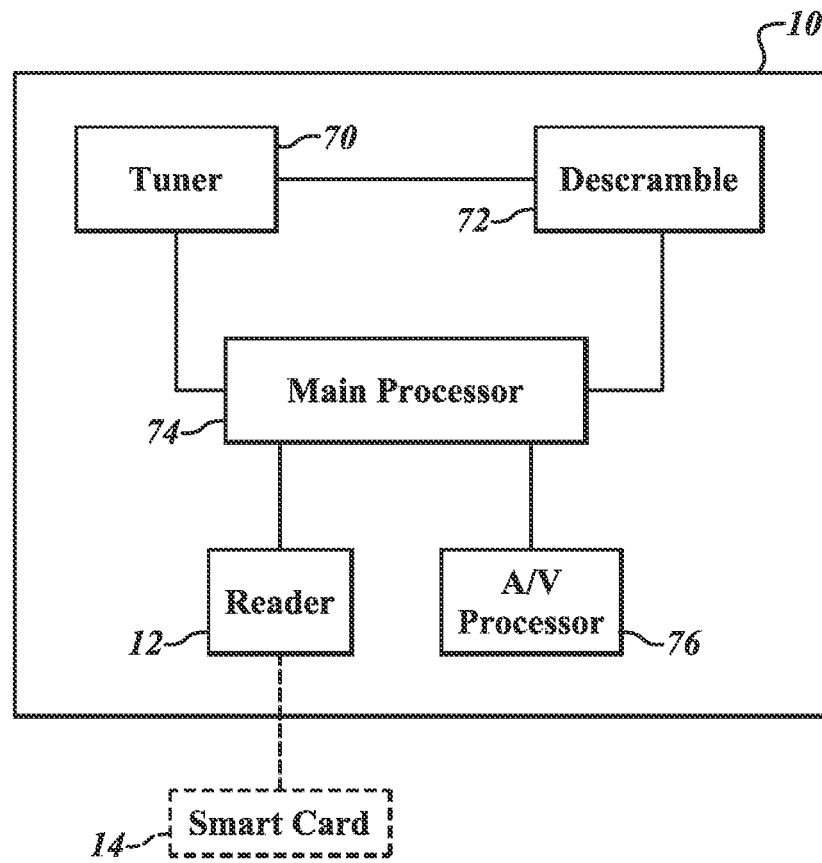 10
70
Tuner
Descramble
72
Main Processor
74
Reader
A/V
Processor
12
76
Smart Card
14